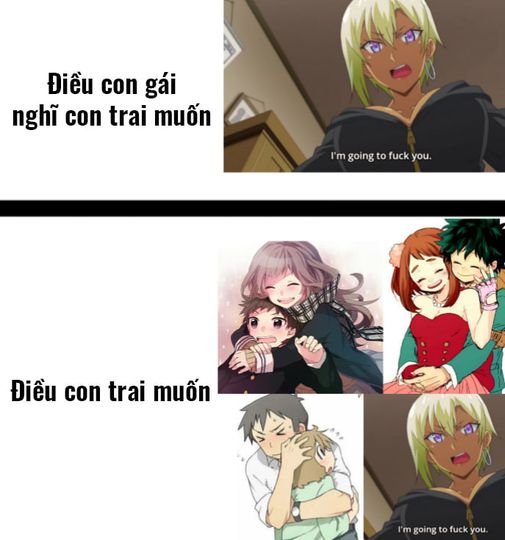 Điều con gái
nghĩ con trai muốn
I'm going to fuck you.
Điều con trai muốn
I'm going to fuck you.